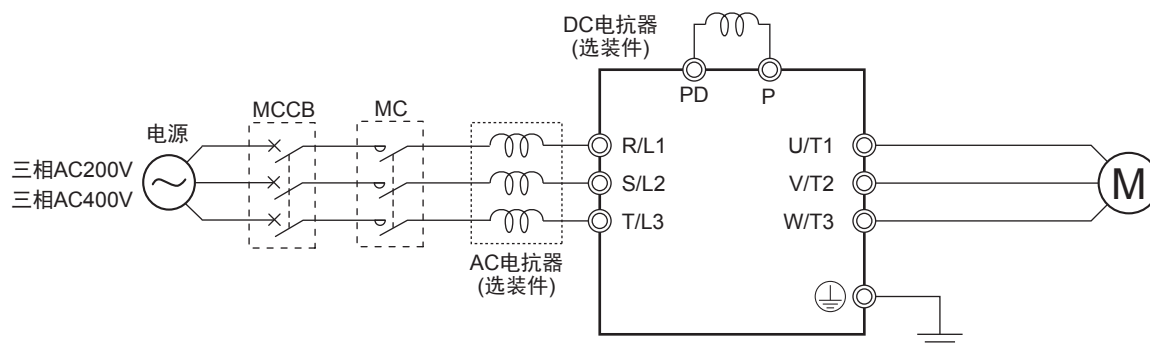 DC电抗器
(选装件)
PD
P
MCCB
MC
电源
三相AC200V
三相AC400V
R/L1
S/L2
T/L3
U/T1
V/T2
W/T3
M
AC电抗器
(选装件)